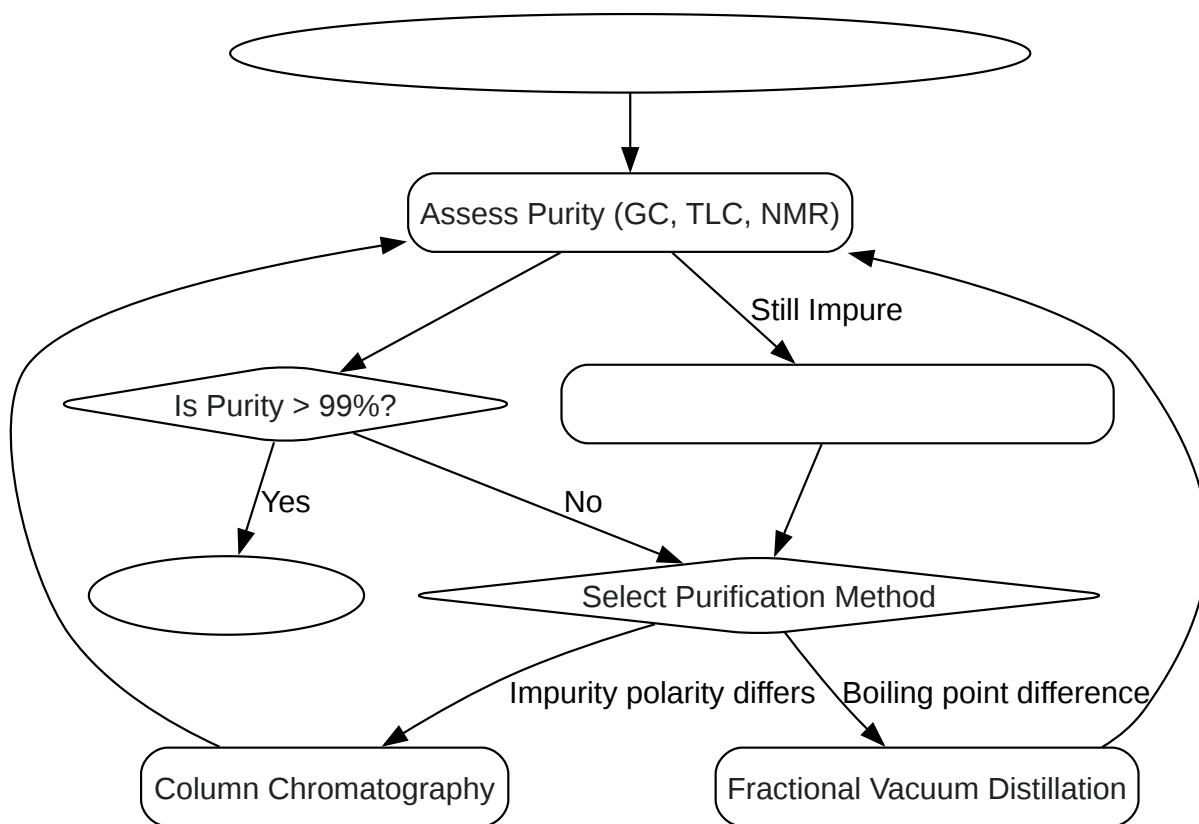 Assess Purity (GC, TLC, NMR)
Still Impure
Is Purity > 99%?
Yes
No
Select Purification Method
Impurity polarity differs
Boiling point difference
Column Chromatography
Fractional Vacuum Distillation